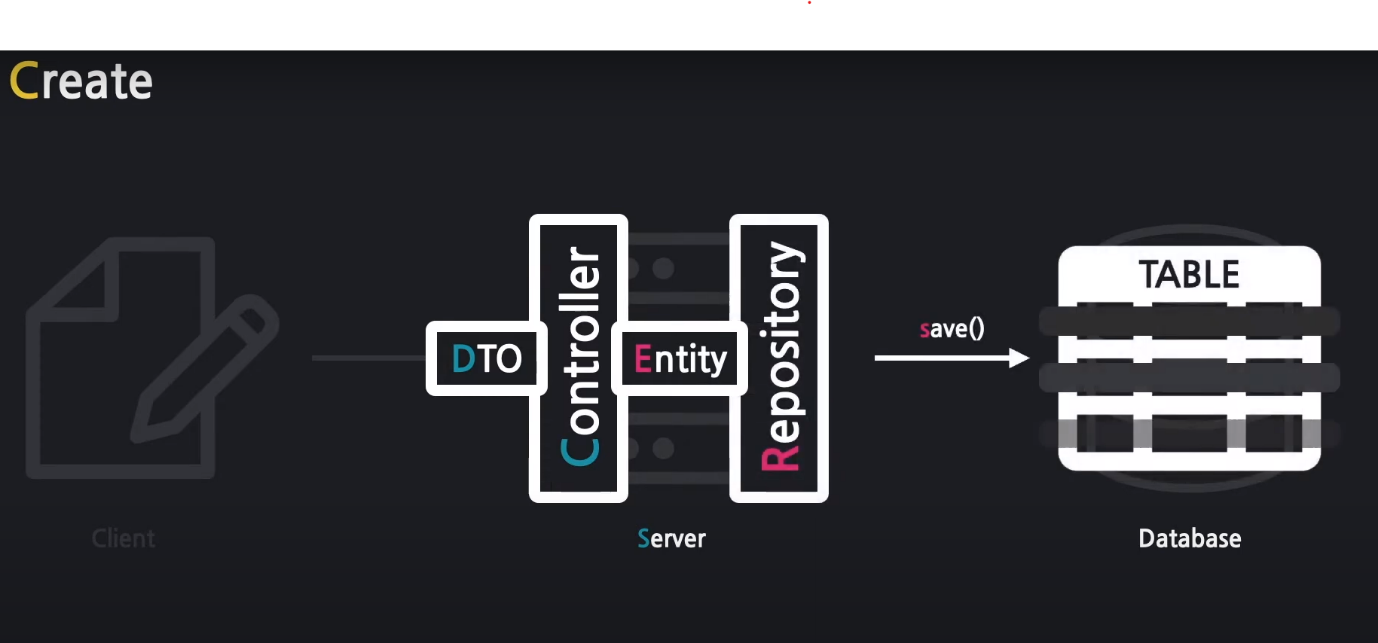 Create
DTO
Controller
Entity
Repository
save()
TABLE
Client
Server
Database